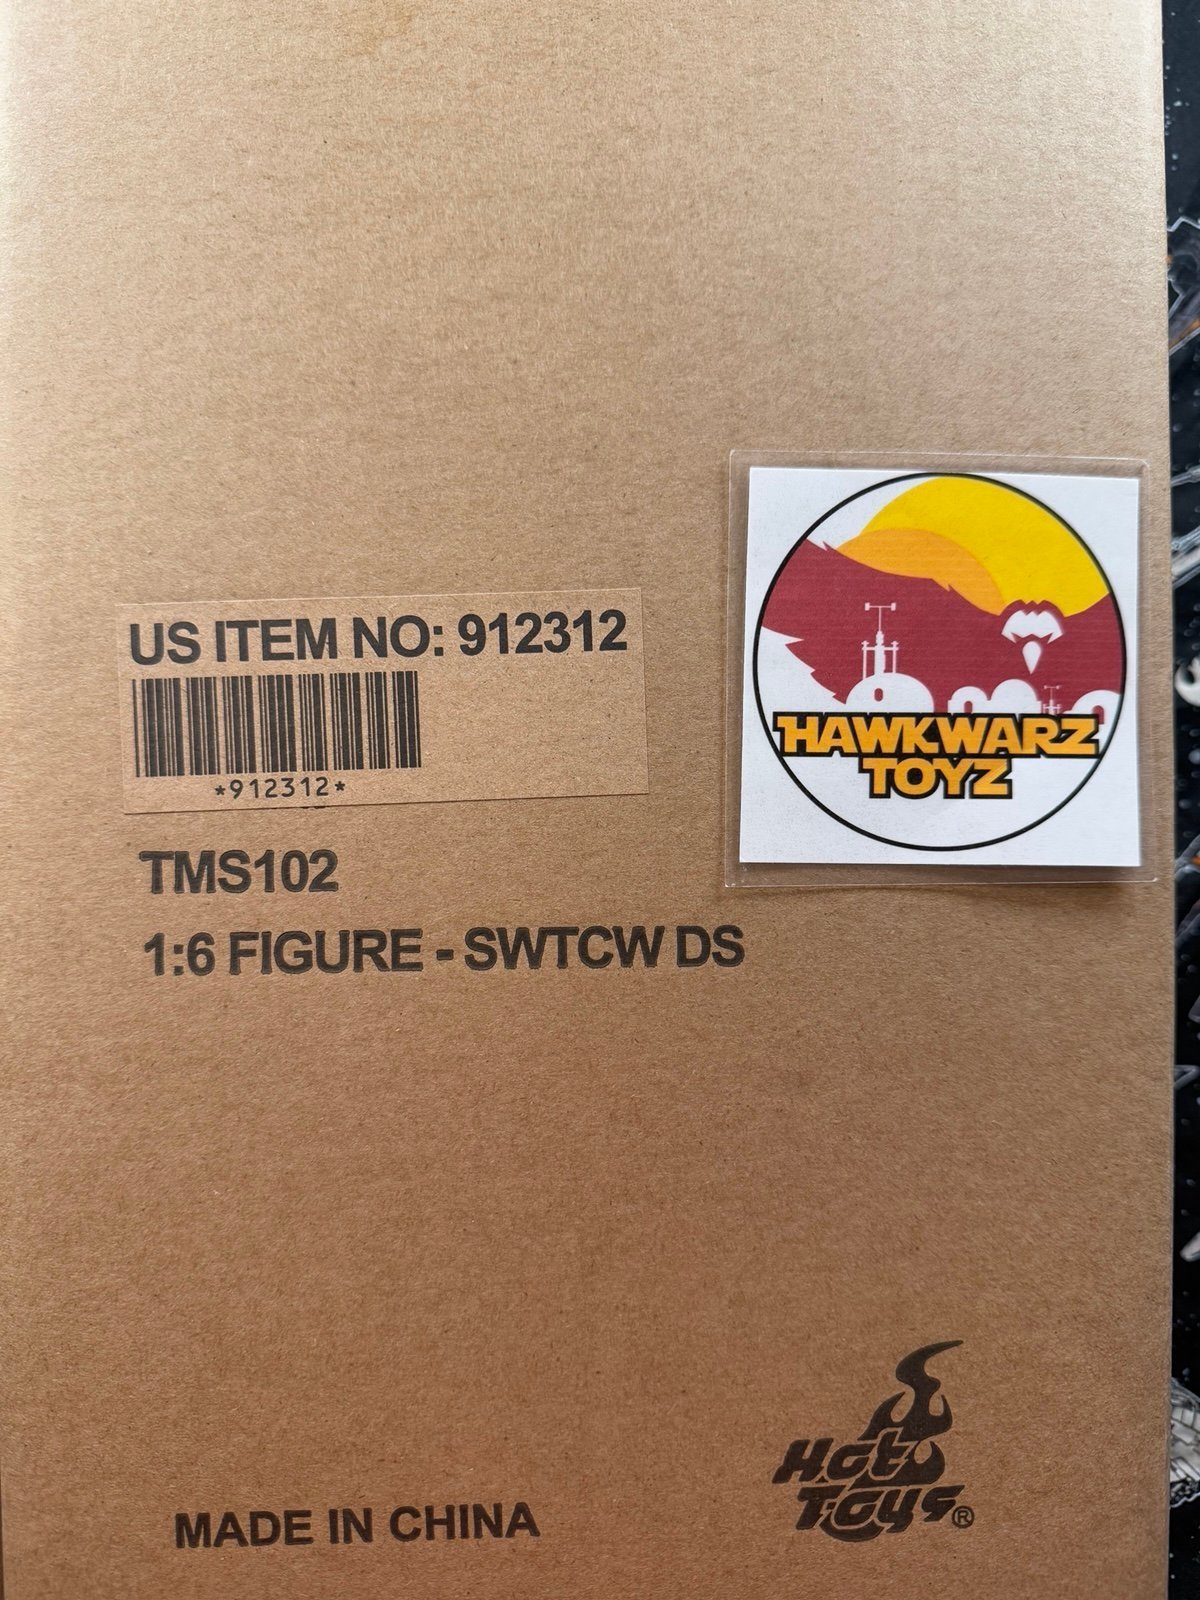 US ITEM NO: 912312
*912312*
TMS102
1:6 FIGURE - SWTCW DS
HAWKWARZ
TOYZ
MADE IN CHINA
Hot
Toys®